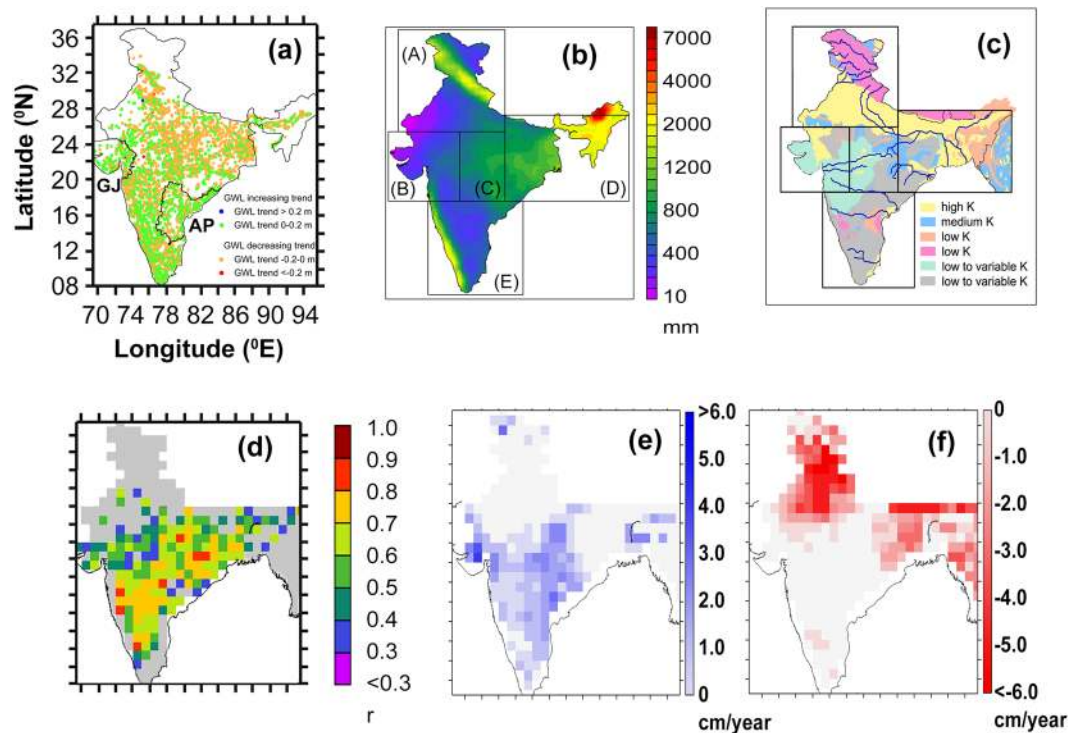 (a)
36
32
28
24
20
16
12
08
Latitude (⁰N)
GJ
AP
GWL increasing trend
GWL trend > 0.2 m
GWL trend 0–0.2 m
GWL decreasing trend
GWL trend -0.2-0 m
GWL trend <-0.2 m
70 74 78 82 86 90 94
Longitude (⁰E)
(b)
(A)
(B)
(C)
(D)
(E)
7000
4000
2000
1200
800
400
10
mm
(c)
high K
medium K
low K
low K
low to variable K
low to variable K
(d)
1.0
0.9
0.8
0.7
0.6
0.5
0.4
0.3
<0.3
r
(e)
>6.0
5.0
4.0
3.0
2.0
1.0
0
cm/year
(f)
0
-1.0
-2.0
-3.0
-4.0
-5.0
<-6.0
cm/year